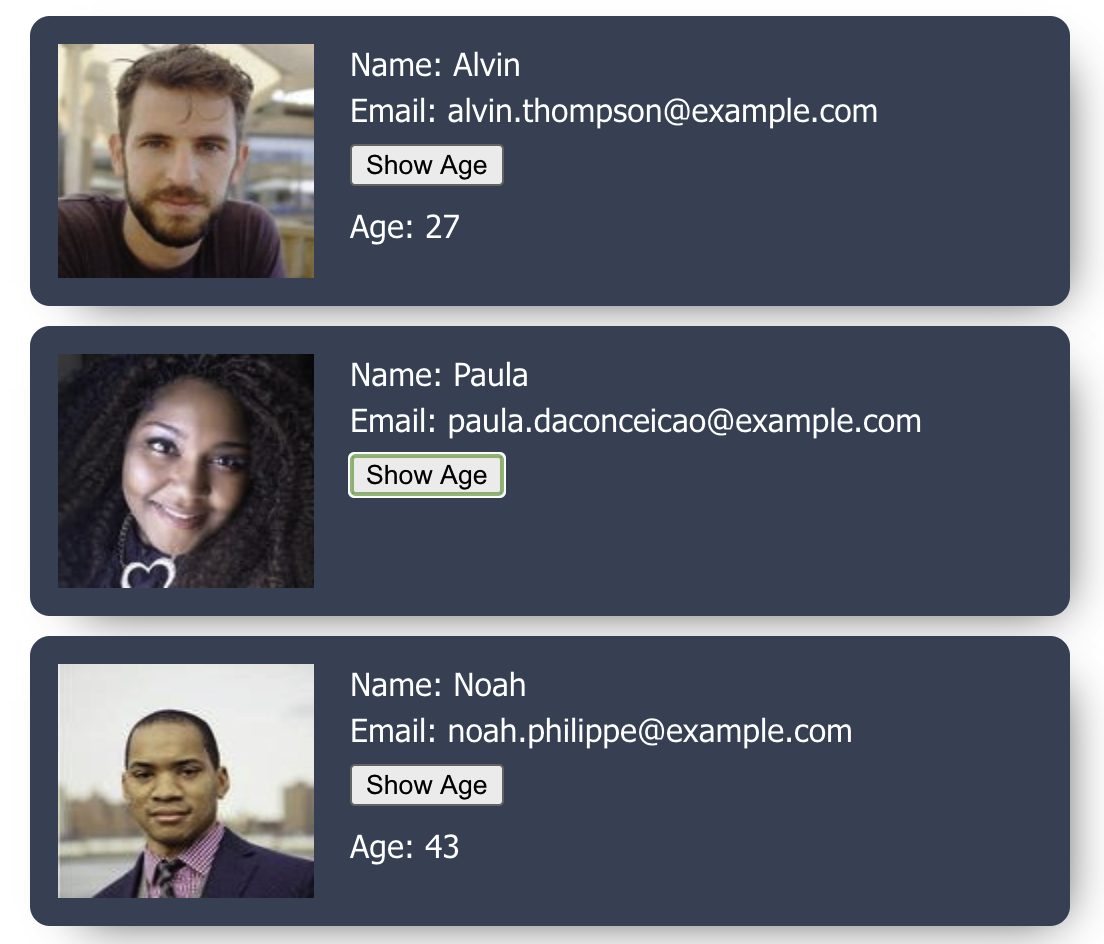 Name: Alvin
Email: alvin.thompson@example.com
Show Age
Age: 27
Name: Paula
Email: paula.daconceicao@example.com
Show Age
Name: Noah
Email: noah.philippe@example.com
Show Age
Age: 43